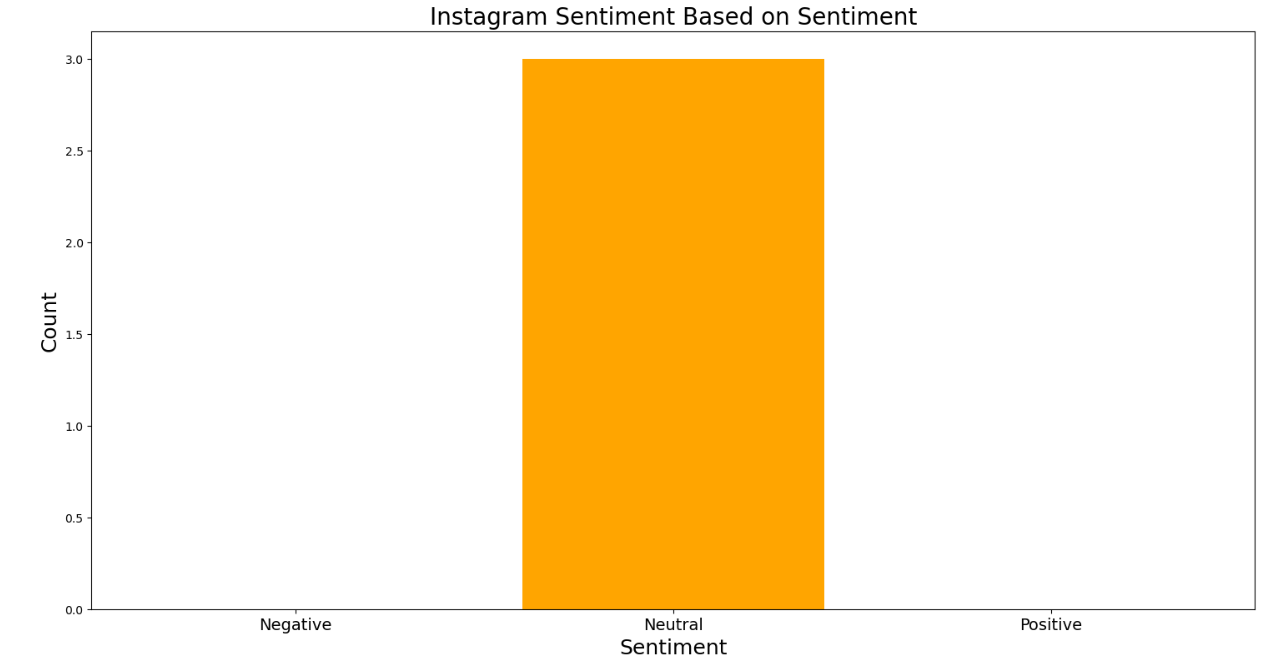 Instagram Sentiment Based on Sentiment
3.0
2.5
2.0
1.5
1.0
0.5
0.0
Count
Negative Neutral Positive
Sentiment